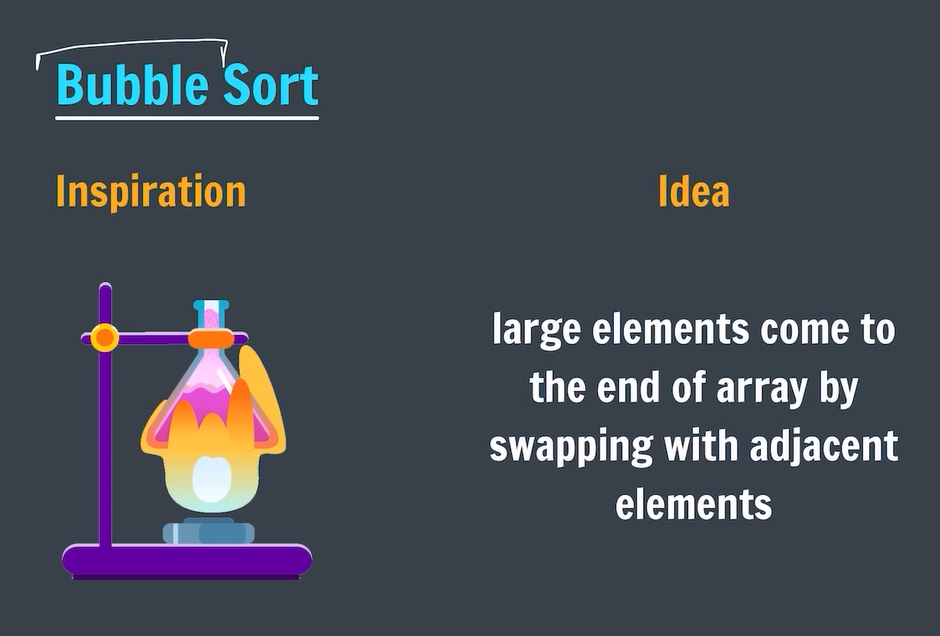 Bubble Sort
Inspiration
Idea
large elements come to
the end of array by
swapping with adjacent
elements